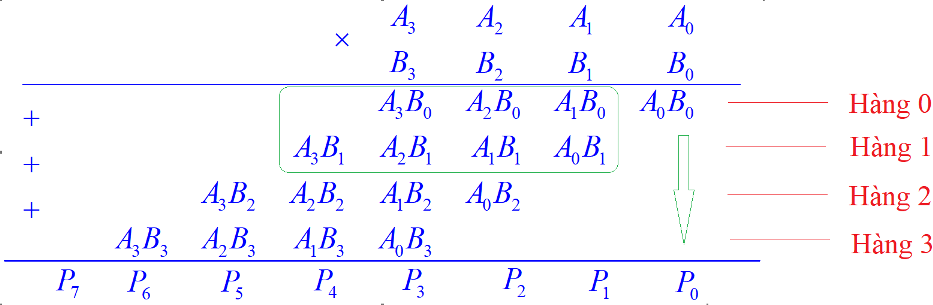 A₃ A₂ A₁ A₀
×
B₃ B₂ B₁ B₀
+ A₃B₀ A₂B₀ A₁B₀ A₀B₀ Hàng 0
+ A₃B₁ A₂B₁ A₁B₁ A₀B₁ Hàng 1
+ A₃B₂ A₂B₂ A₁B₂ A₀B₂ Hàng 2
A₃B₃ A₂B₃ A₁B₃ A₀B₃ Hàng 3
P₇ P₆ P₅ P₄ P₃ P₂ P₁ P₀